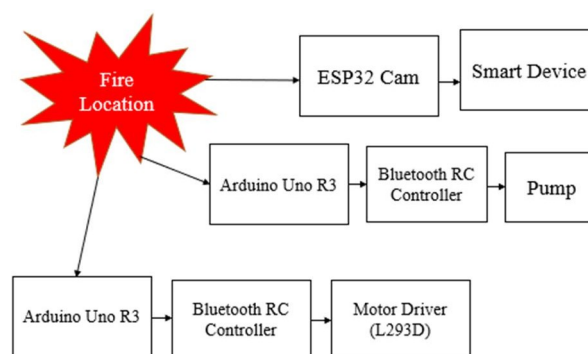 Fire
Location
ESP32 Cam
Smart Device
Arduino Uno R3
Bluetooth RC
Controller
Pump
Arduino Uno R3
Bluetooth RC
Controller
Motor Driver
(L293D)